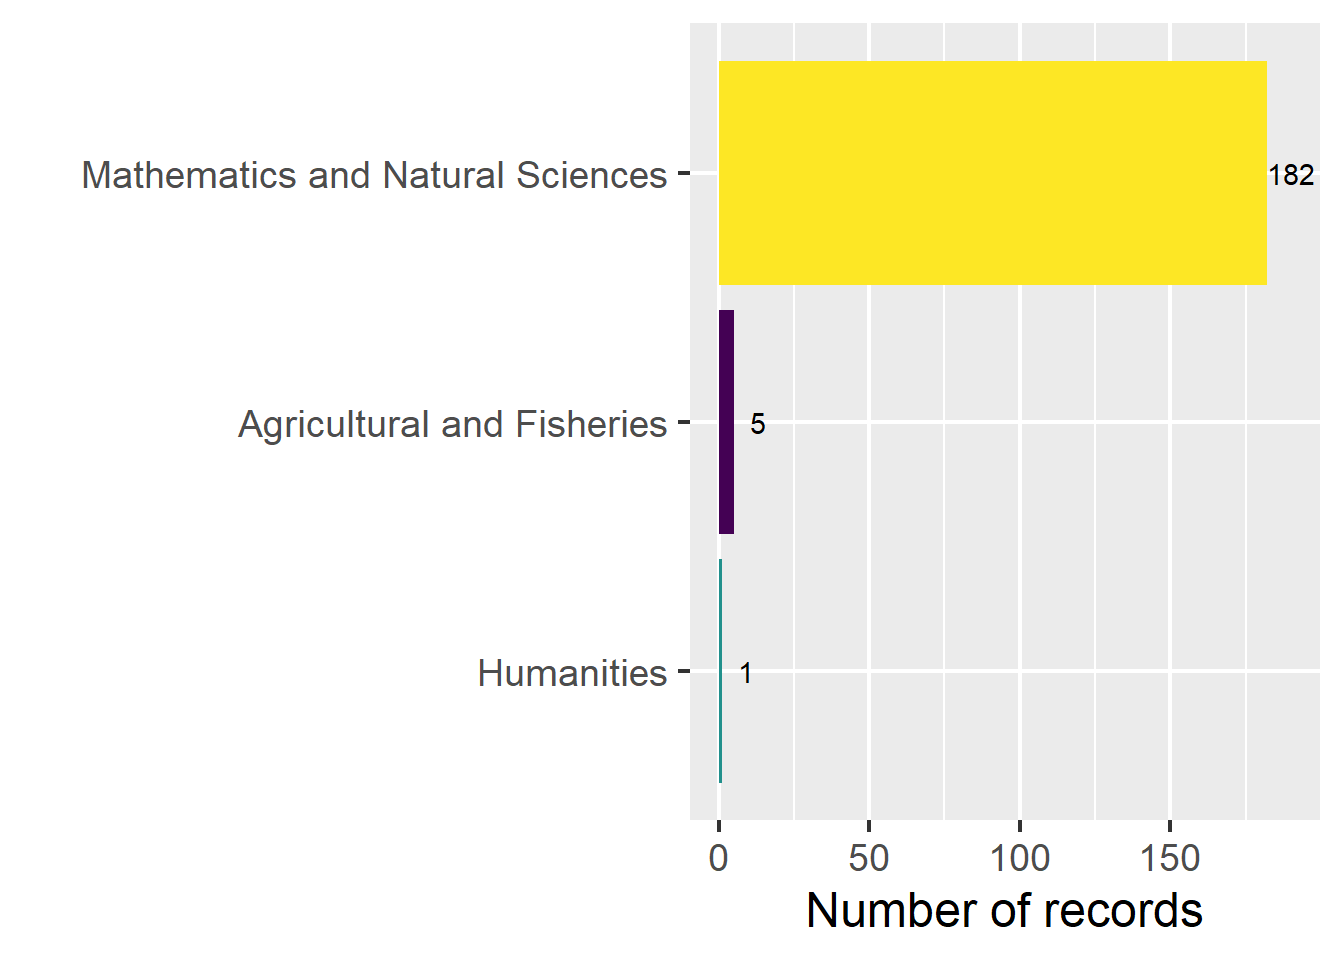 Mathematics and Natural Sciences
182
Agricultural and Fisheries
5
Humanities
1
0 50 100 150
Number of records